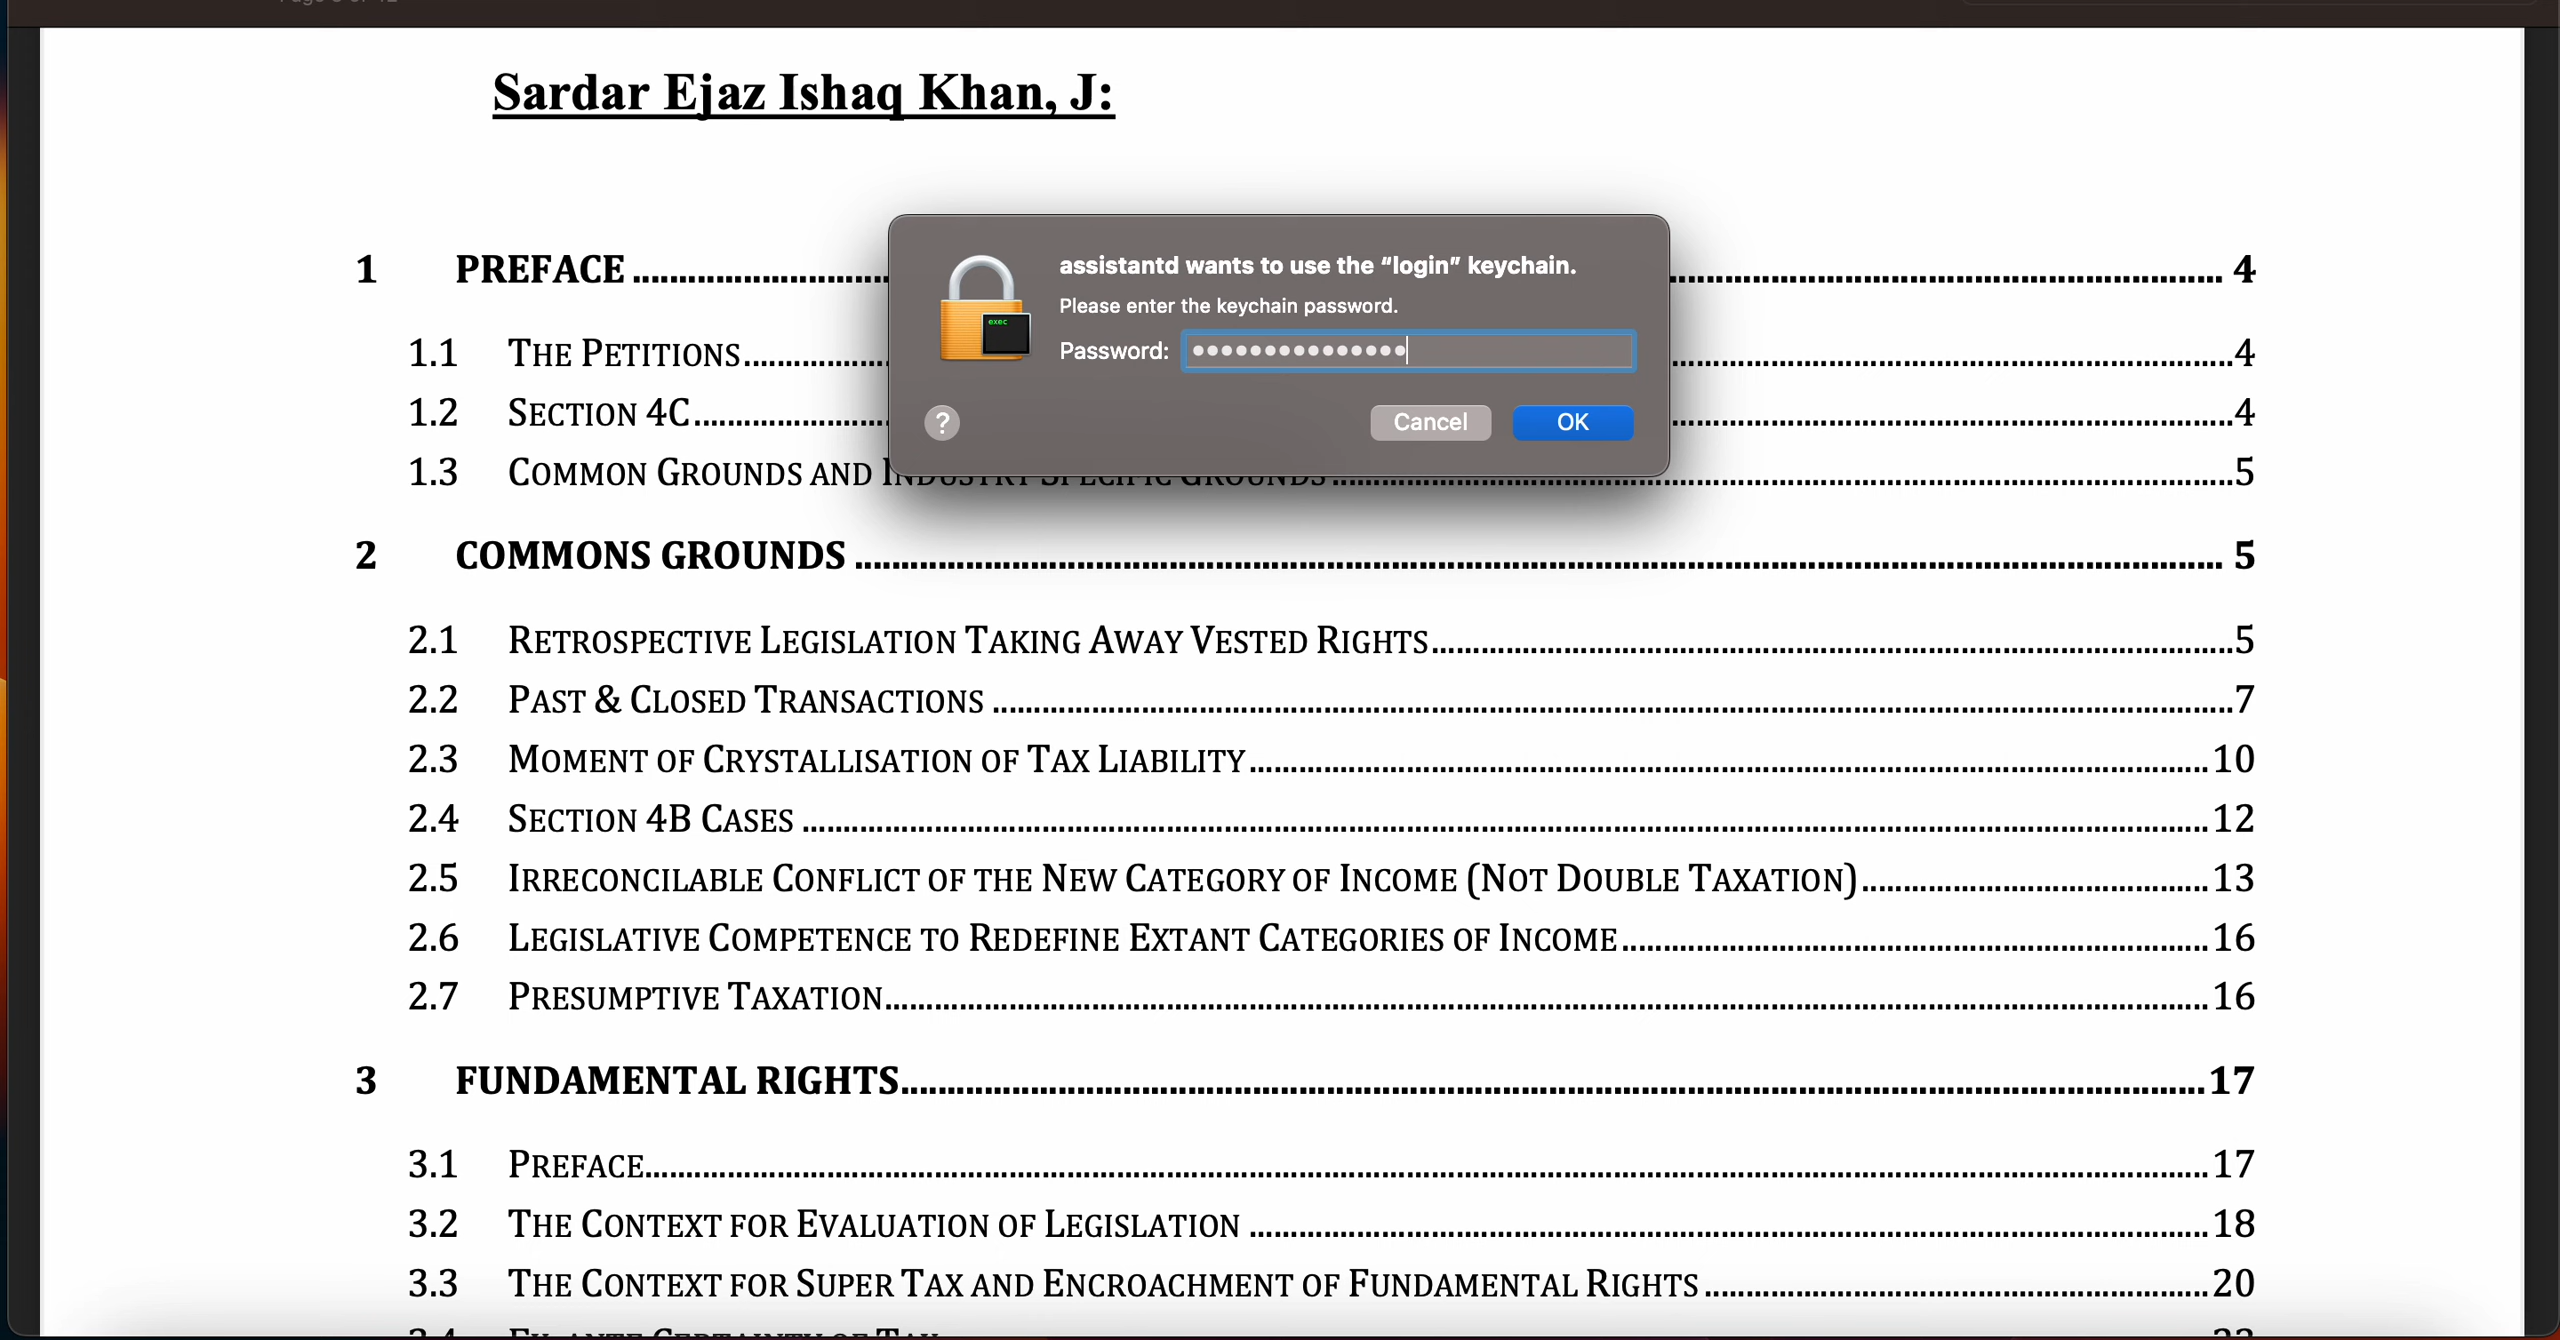 Sardar Ejaz Ishaq Khan, J:
1 PREFACE 4
assistantd wants to use the “login” keychain.
Please enter the keychain password.
exec
Password: ●●●●●●●●●●●●●●●
? Cancel OK
1.1 THE PETITIONS 4
1.2 SECTION 4C 4
1.3 COMMON GROUNDS AND INDUSTRY SPECIFIC GROUNDS 5
2 COMMONS GROUNDS 5
2.1 RETROSPECTIVE LEGISLATION TAKING AWAY VESTED RIGHTS 5
2.2 PAST & CLOSED TRANSACTIONS 7
2.3 MOMENT OF CRYSTALLISATION OF TAX LIABILITY 10
2.4 SECTION 4B CASES 12
2.5 IRRECONCILABLE CONFLICT OF THE NEW CATEGORY OF INCOME (NOT DOUBLE TAXATION) 13
2.6 LEGISLATIVE COMPETENCE TO REDEFINE EXTANT CATEGORIES OF INCOME 16
2.7 PRESUMPTIVE TAXATION 16
3 FUNDAMENTAL RIGHTS 17
3.1 PREFACE 17
3.2 THE CONTEXT FOR EVALUATION OF LEGISLATION 18
3.3 THE CONTEXT FOR SUPER TAX AND ENCROACHMENT OF FUNDAMENTAL RIGHTS 20